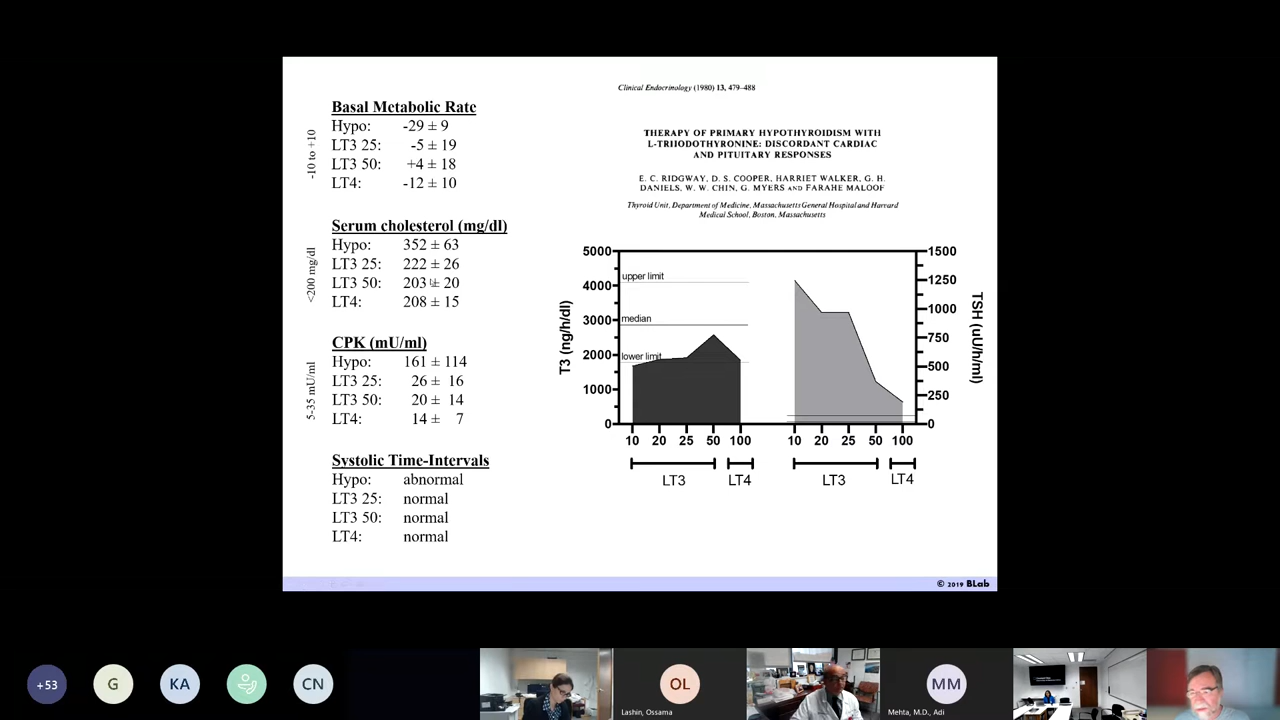 Basal Metabolic Rate
Hypo: -29 ± 9
LT3 25: -5 ± 19
LT3 50: +4 ± 18
LT4: -12 ± 10
-10 to +10
Serum cholesterol (mg/dl)
Hypo: 352 ± 63
LT3 25: 222 ± 26
LT3 50: 203 ± 20
LT4: 208 ± 15
<200 mg/dl
CPK (mU/ml)
Hypo: 161 ± 114
LT3 25: 26 ± 16
LT3 50: 20 ± 14
LT4: 14 ± 7
5-35 mU/ml
Systolic Time-Intervals
Hypo: abnormal
LT3 25: normal
LT3 50: normal
LT4: normal
Clinical Endocrinology (1980) 13, 479–488
THERAPY OF PRIMARY HYPOTHYROIDISM WITH
L-TRIIODOTHYRONINE: DISCORDANT CARDIAC
AND PITUITARY RESPONSES
E. C. RIDGWAY, D. S. COOPER, HARRIET WALKER, G. H.
DANIELS, W. W. CHIN, G. MYERS AND FARAHE MALOOF
Thyroid Unit, Department of Medicine, Massachusetts General Hospital and Harvard
Medical School, Boston, Massachusetts
T3 (ng/h/dl)
5000
4000
3000
2000
1000
0
upper limit
median
lower limit
10 20 25 50 100
LT3 LT4
1500
1250
1000
750
500
250
0
TSH (uU/h/ml)
10 20 25 50 100
LT3 LT4
© 2019 BLab
+53
G
KA
CN
OL
Lashin, Ossama
MM
Mehta, M.D., Adi